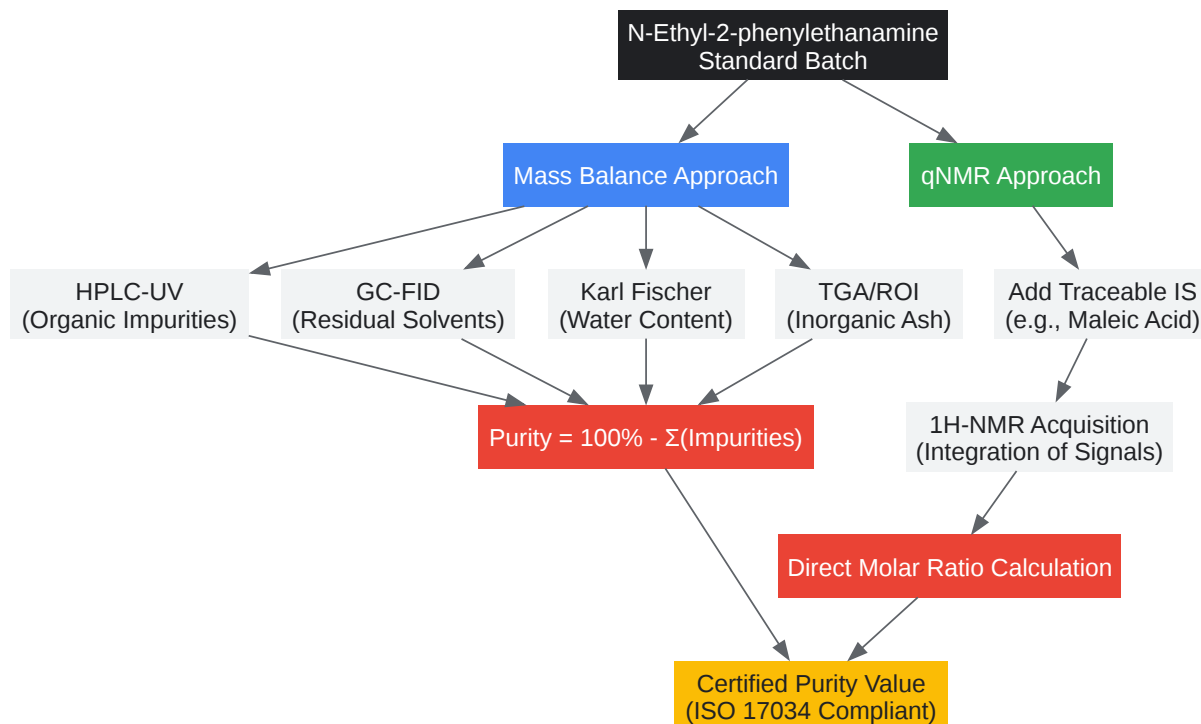 N-Ethyl-2-phenylethanamine
Standard Batch
Mass Balance Approach
qNMR Approach
HPLC-UV
(Organic Impurities)
GC-FID
(Residual Solvents)
Karl Fischer
(Water Content)
TGA/ROI
(Inorganic Ash)
Add Traceable IS
(e.g., Maleic Acid)
Purity = 100% - Σ(Impurities)
1H-NMR Acquisition
(Integration of Signals)
Direct Molar Ratio Calculation
Certified Purity Value
(ISO 17034 Compliant)